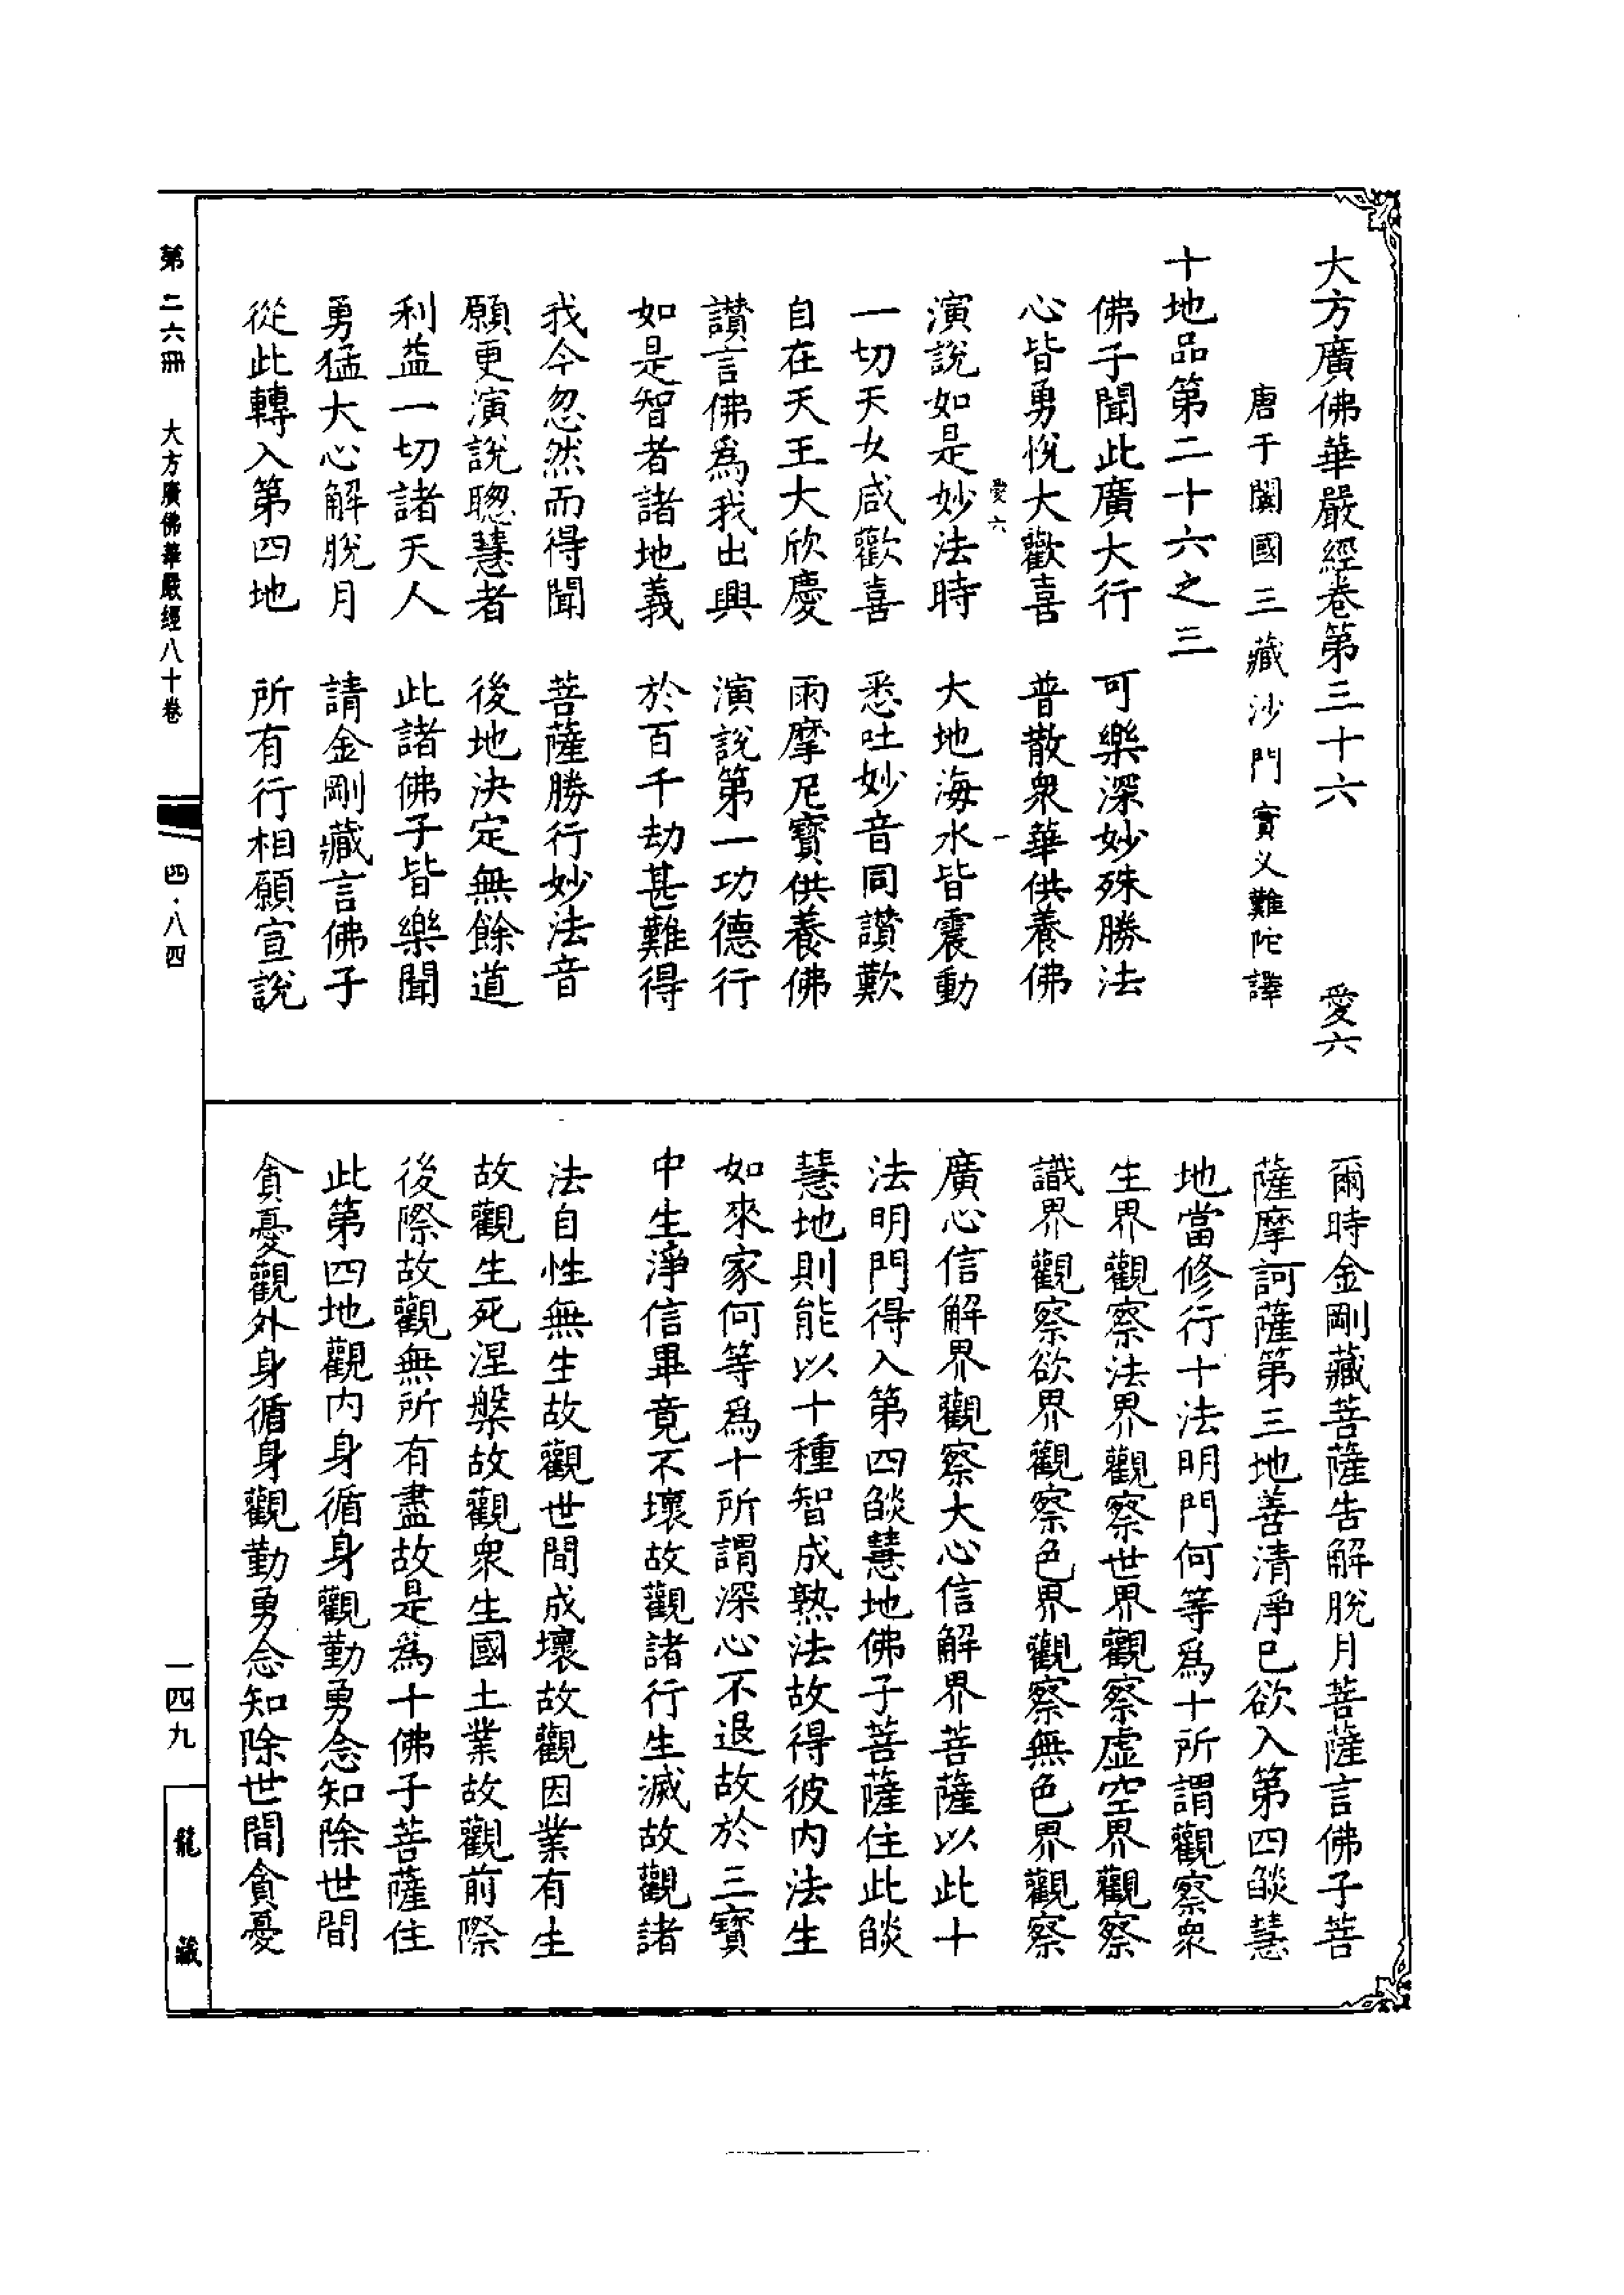 大方廣佛華嚴經卷第三十六 愛六
唐于闐國三藏沙門實叉難陀譯
十地品第二十六之三
佛子聞此廣大行 可樂深妙殊勝法
心皆勇悅大歡喜 普散衆華供養佛
愛六 一
演說如是妙法時 大地海水皆震動
一切天女咸歡喜 悉吐妙音同讚歎
自在天王大欣慶 雨摩尼寶供養佛
讚言佛爲我出興 演說第一功德行
如是智者諸地義 於百千劫甚難得
我今忽然而得聞 菩薩勝行妙法音
願更演說聰慧者 後地決定無餘道
利益一切諸天人 此諸佛子皆樂聞
勇猛大心解脫月 請金剛藏言佛子
從此轉入第四地 所有行相願宣說
爾時金剛藏菩薩告解脫月菩薩言佛子菩
薩摩訶薩第三地善清淨已欲入第四燄慧
地當修行十法明門何等爲十所謂觀察衆
生界觀察法界觀察世界觀察虛空界觀察
識界觀察欲界觀察色界觀察無色界觀察
廣心信解界觀察大心信解界菩薩以此十
法明門得入第四燄慧地佛子菩薩住此燄
慧地則能以十種智成熟法故得彼内法生
如來家何等爲十所謂深心不退故於三寶
中生淨信畢竟不壞故觀諸行生滅故觀諸
法自性無生故觀世間成壞故觀因業有生
故觀生死涅槃故觀衆生國土業故觀前際
後際故觀無所有盡故是爲十佛子菩薩住
此第四地觀内身循身觀勤勇念知除世間
貪憂觀外身循身觀勤勇念知除世間貪憂
第二六冊 大方廣佛華嚴經八十卷 四·八四
一四九
龍藏